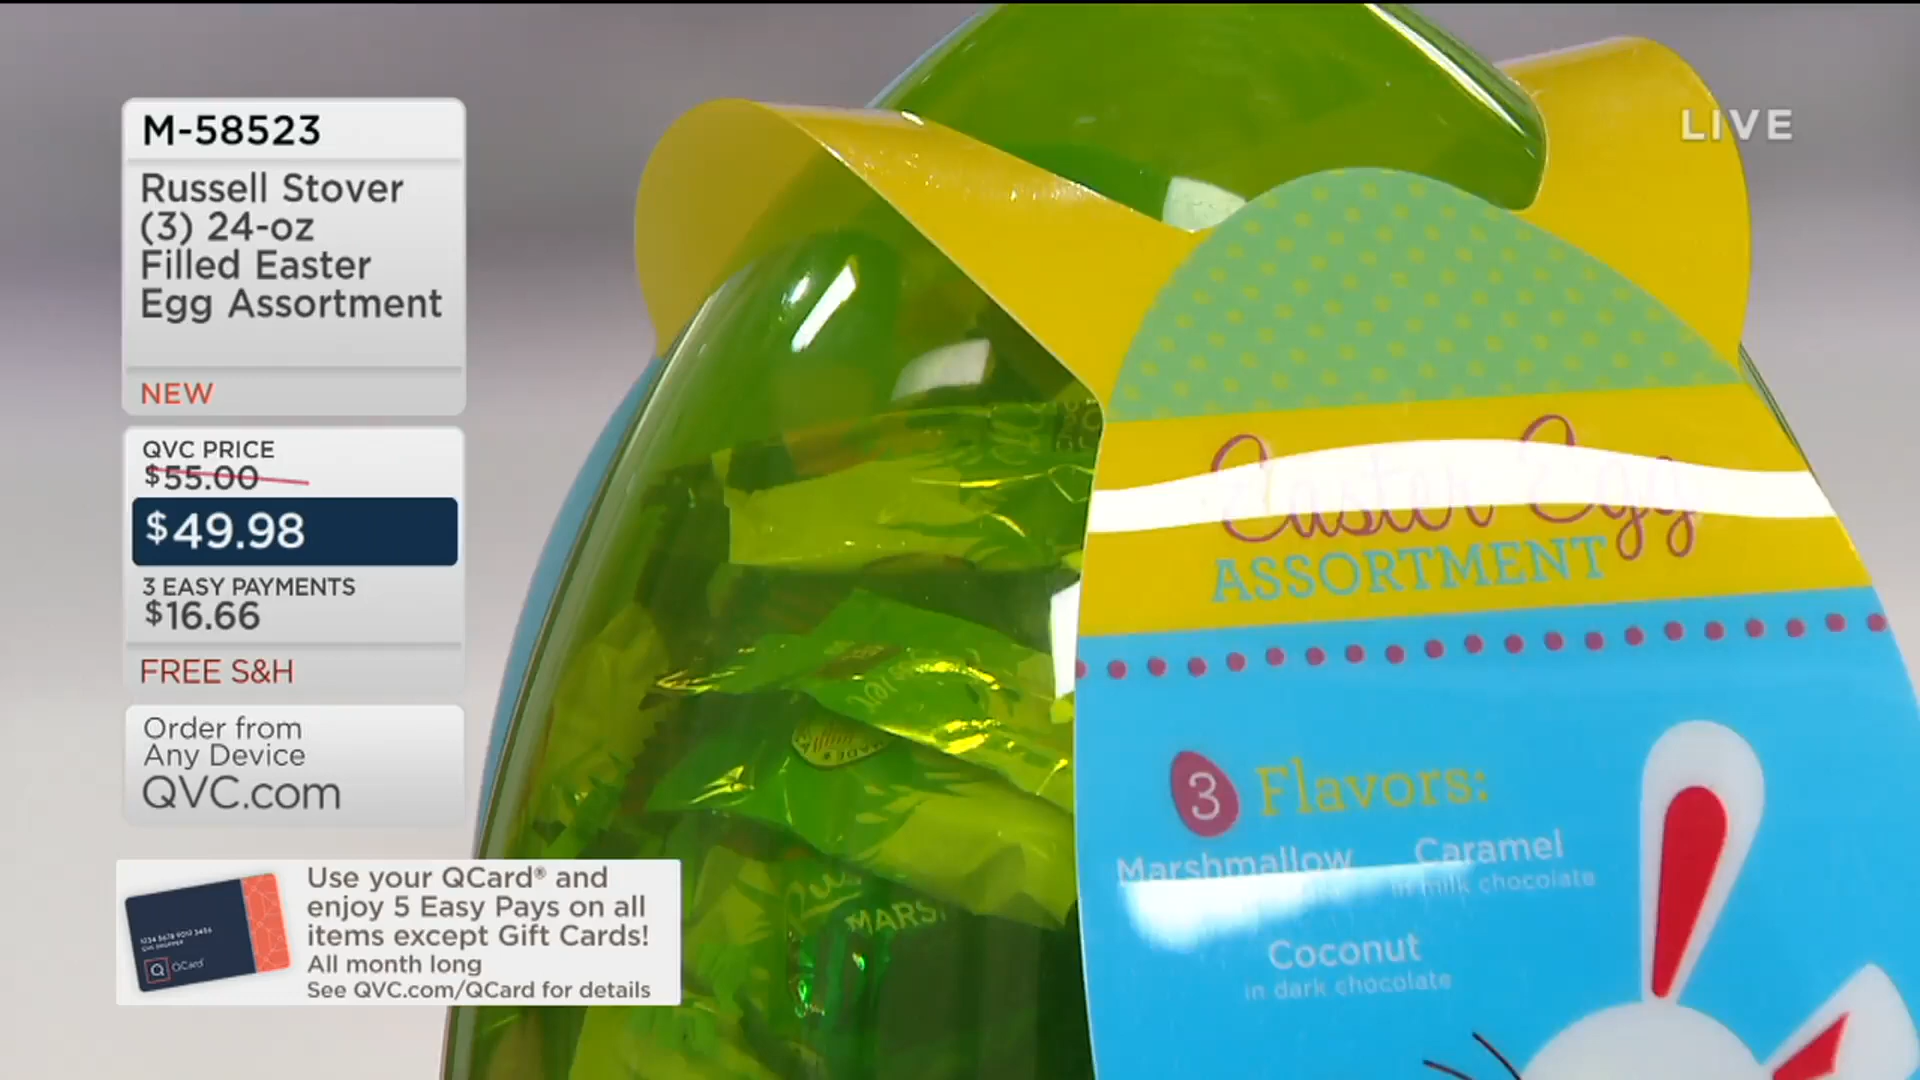 M-58523
Russell Stover
(3) 24-oz
Filled Easter
Egg Assortment
NEW
QVC PRICE
$55.00
$49.98
3 EASY PAYMENTS
$16.66
FREE S&H
Order from
Any Device
QVC.com
Use your QCard® and
enjoy 5 Easy Pays on all
items except Gift Cards!
All month long
See QVC.com/QCard for details
QCard
LIVE
Easter Egg
ASSORTMENT
3 Flavors:
Marshmallow
Caramel
in milk chocolate
Coconut
in dark chocolate